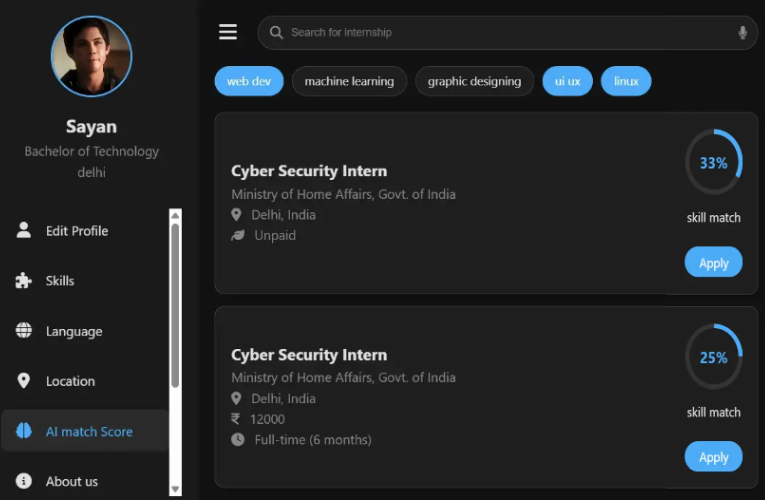 Sayan
Bachelor of Technology
delhi
Edit Profile
Skills
Language
Location
AI match Score
About us
Search for internship
web dev
machine learning
graphic designing
ui ux
linux
Cyber Security Intern
Ministry of Home Affairs, Govt. of India
Delhi, India
Unpaid
33%
skill match
Apply
Cyber Security Intern
Ministry of Home Affairs, Govt. of India
Delhi, India
₹ 12000
Full-time (6 months)
25%
skill match
Apply